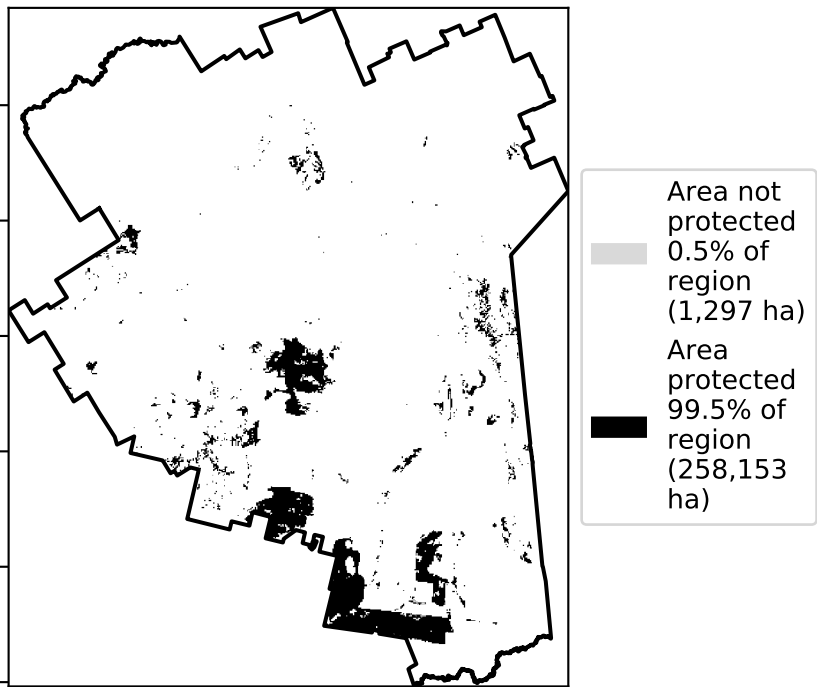 Area not
protected
0.5% of
region
(1,297 ha)
Area
protected
99.5% of
region
(258,153
ha)